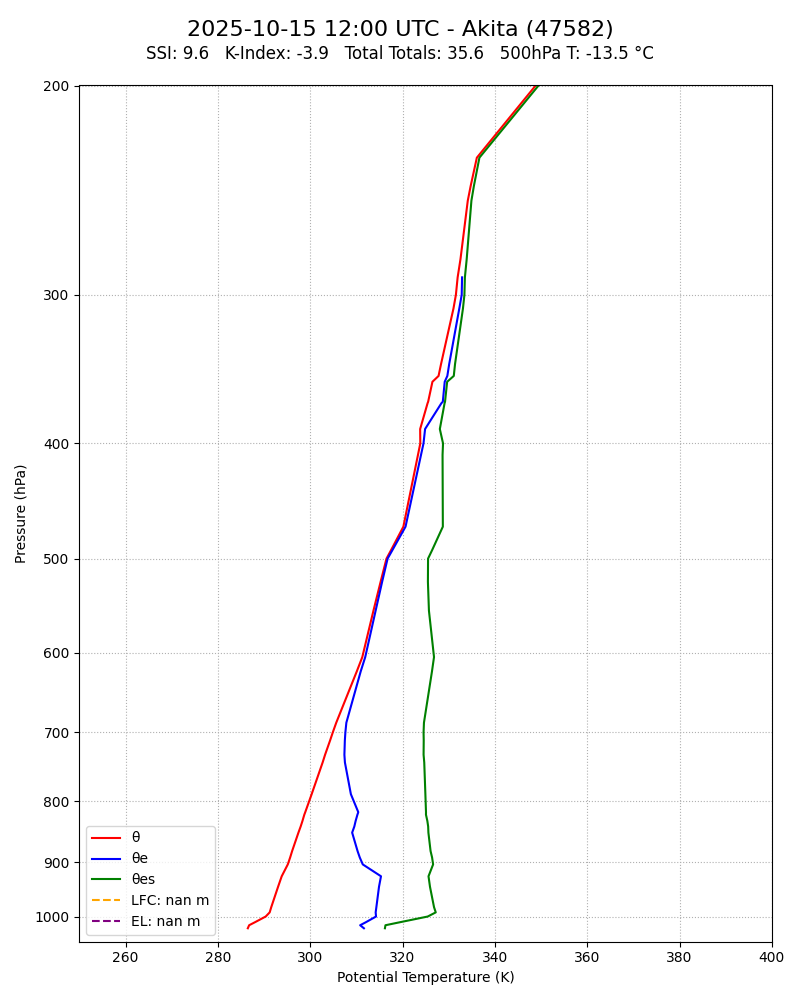 2025-10-15 12:00 UTC - Akita (47582)
SSI: 9.6   K-Index: -3.9   Total Totals: 35.6   500hPa T: -13.5 °C
200
300
400
500
600
700
800
900
1000
Pressure (hPa)
θ
θe
θes
LFC: nan m
EL: nan m
260 280 300 320 340 360 380 400
Potential Temperature (K)